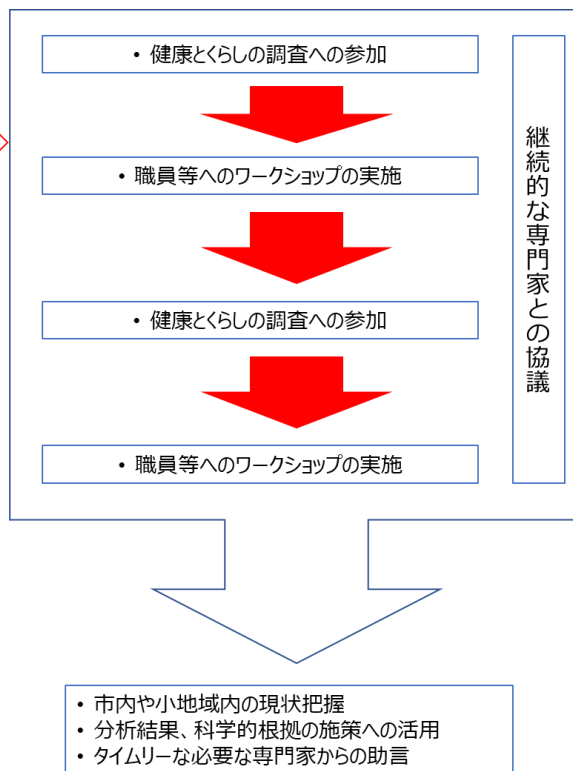 • 健康とくらしの調査への参加
• 職員等へのワークショップの実施
• 健康とくらしの調査への参加
• 職員等へのワークショップの実施
継続的な専門家との協議
• 市内や小地域内の現状把握
• 分析結果、科学的根拠の施策への活用
• タイムリーな必要な専門家からの助言